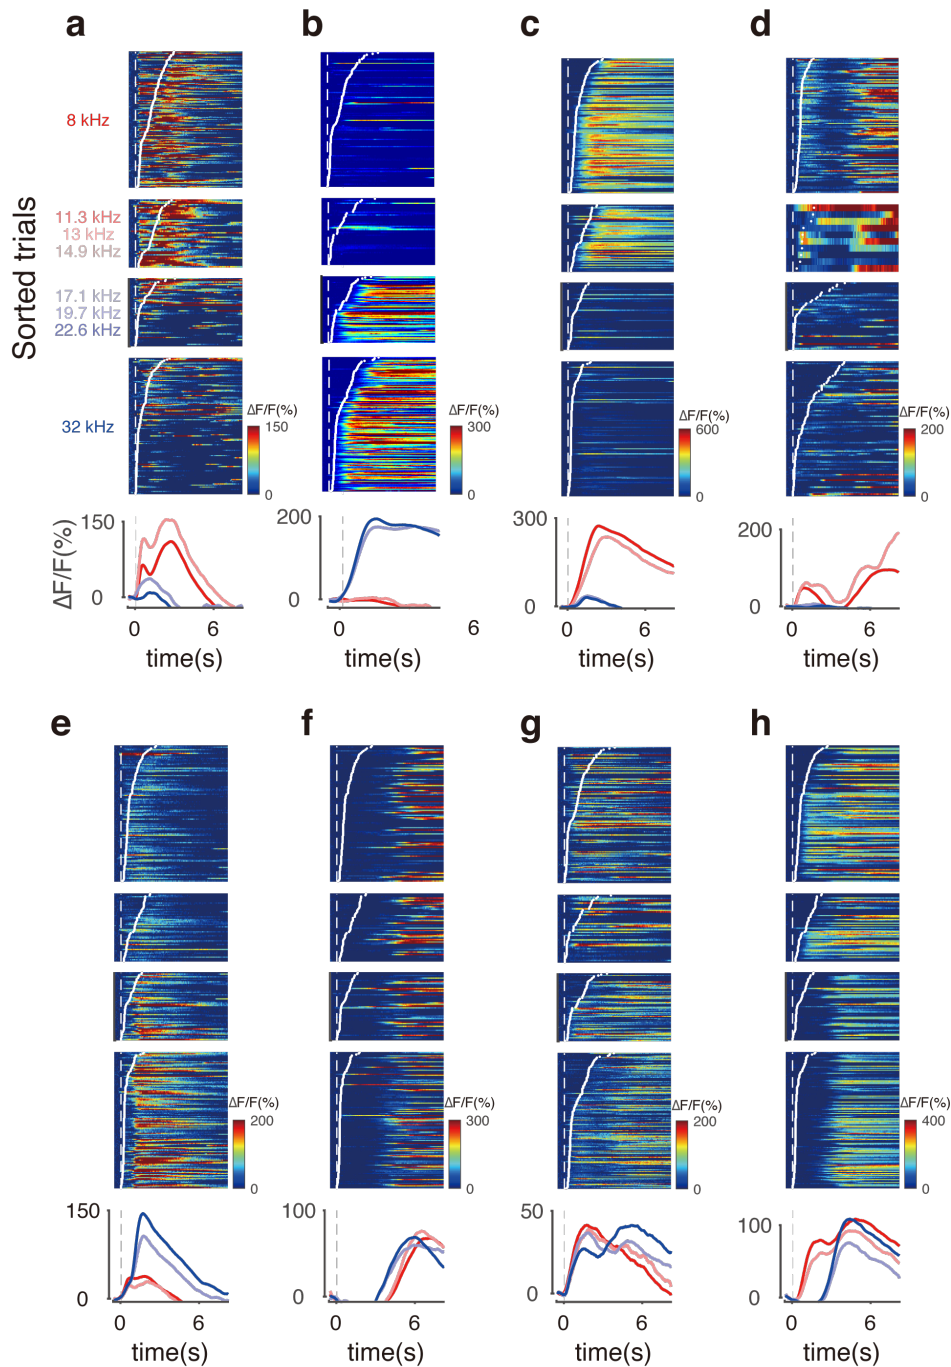 a
b
c
d
Sorted trials
8 kHz
11.3 kHz
13 kHz
14.9 kHz
17.1 kHz
19.7 kHz
22.6 kHz
32 kHz
ΔF/F(%)
150
0
ΔF/F(%)
300
0
ΔF/F(%)
600
0
ΔF/F(%)
200
0
ΔF/F(%)
150
0
0
6
time(s)
200
0
0
6
time(s)
300
0
0
6
time(s)
200
0
0
6
time(s)
e
f
g
h
ΔF/F(%)
200
0
ΔF/F(%)
300
0
ΔF/F(%)
200
0
ΔF/F(%)
400
0
150
0
0
6
time(s)
100
0
0
6
time(s)
50
0
0
6
time(s)
100
0
0
6
time(s)